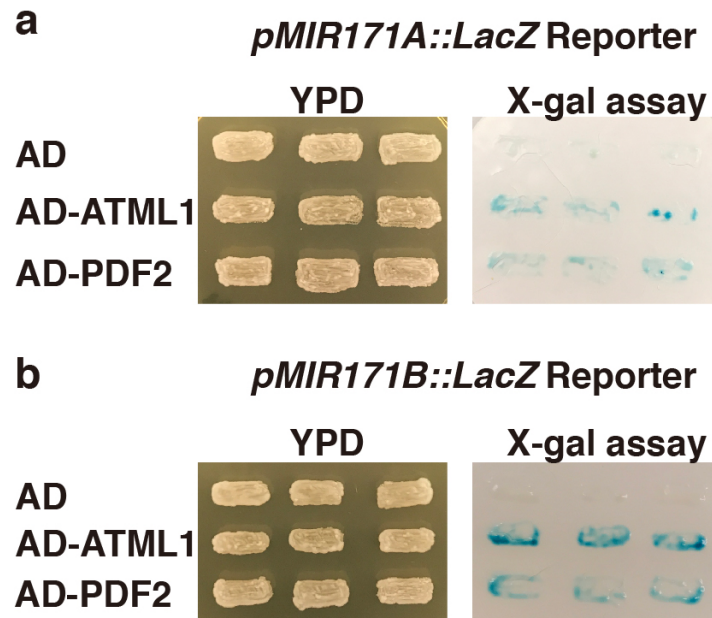 a
pMIR171A::LacZ Reporter
YPD X-gal assay
AD
AD-ATML1
AD-PDF2
b
pMIR171B::LacZ Reporter
YPD X-gal assay
AD
AD-ATML1
AD-PDF2